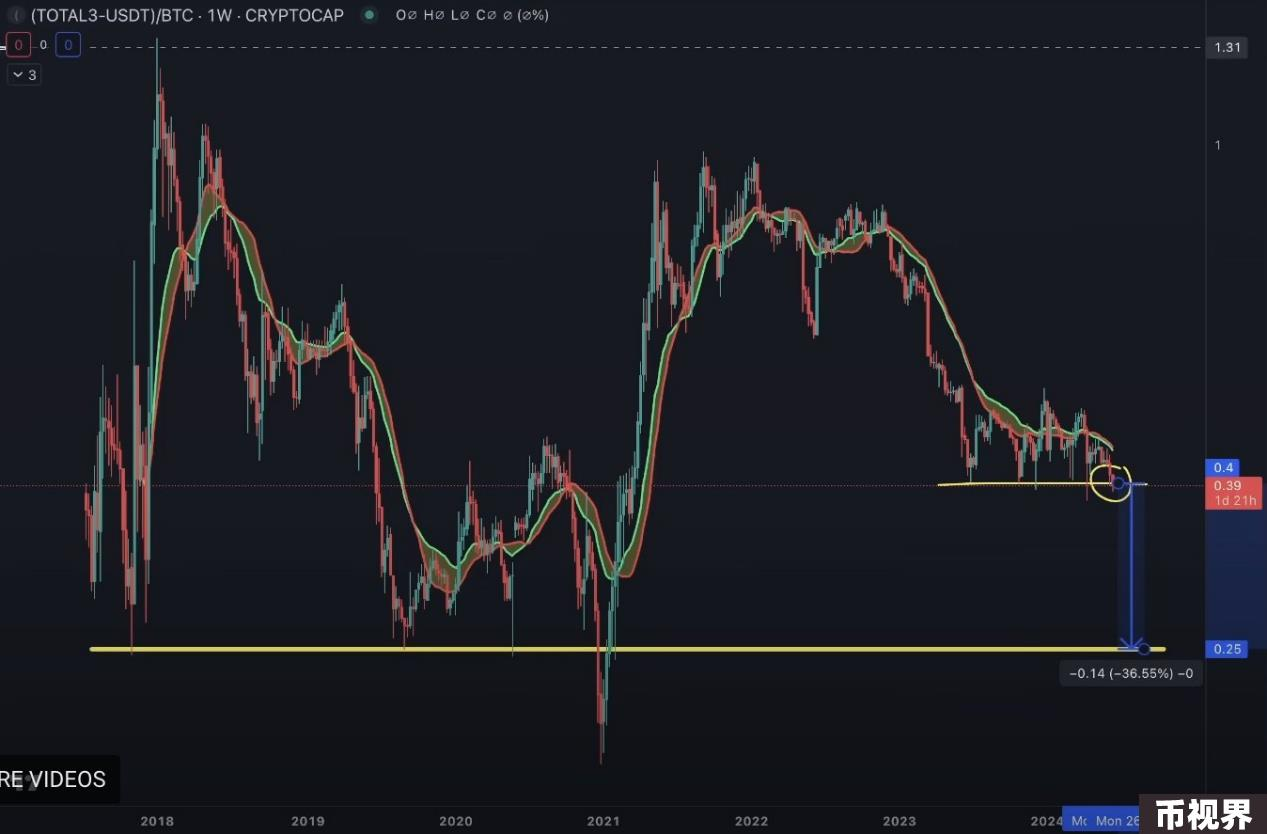 (TOTAL3-USDT)/BTC · 1W · CRYPTOCAP O∅ H∅ L∅ C∅ ∅ (∅%)
0 0 0
3
1.31
1
0.4
0.39
1d 21h
0.25
−0.14 (−36.55%) −0
RE VIDEOS
2018 2019 2020 2021 2022 2023 2024 Mon 26
币视界